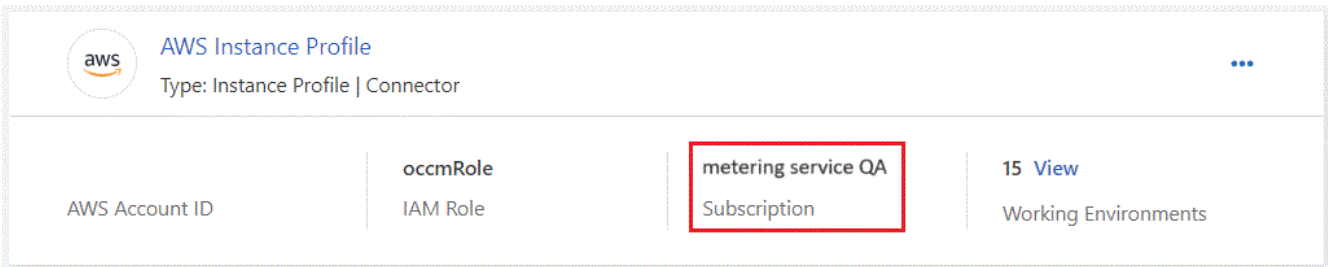 aws
AWS Instance Profile
•••
Type: Instance Profile | Connector
AWS Account ID
occmRole
IAM Role
metering service QA
Subscription
15 View
Working Environments